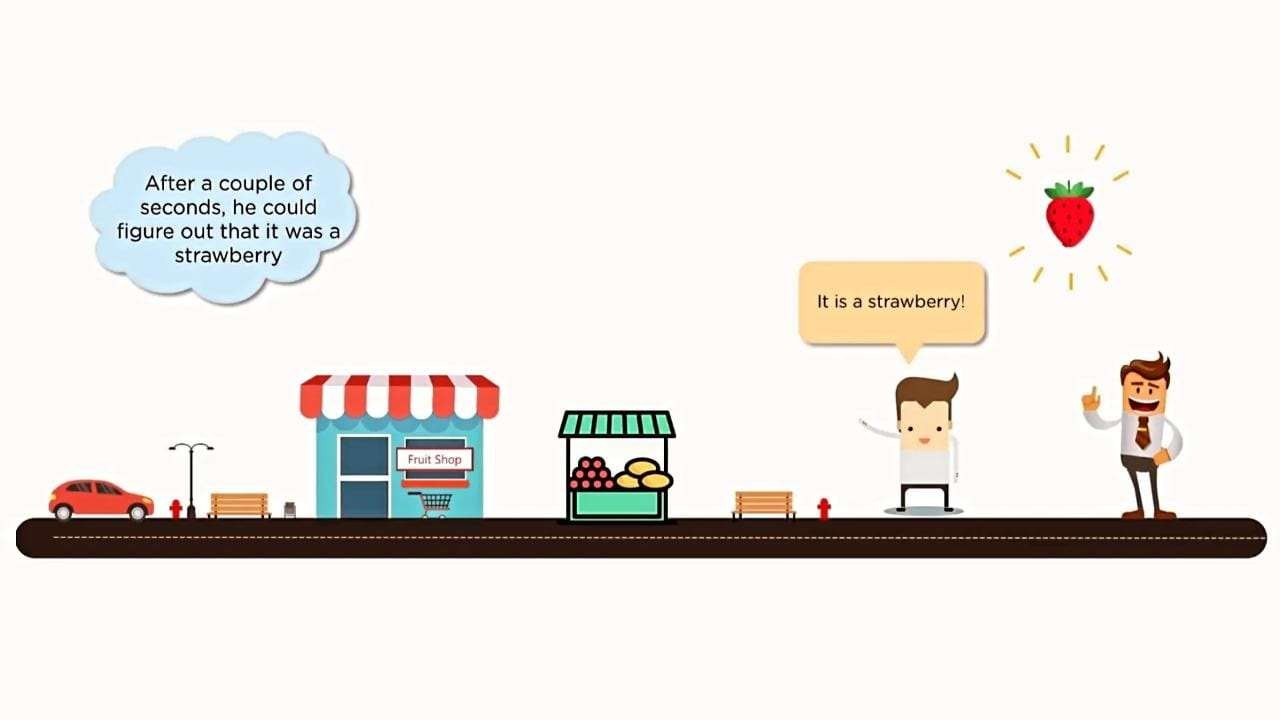 After a couple of
seconds, he could
figure out that it was a
strawberry
It is a strawberry!
Fruit Shop